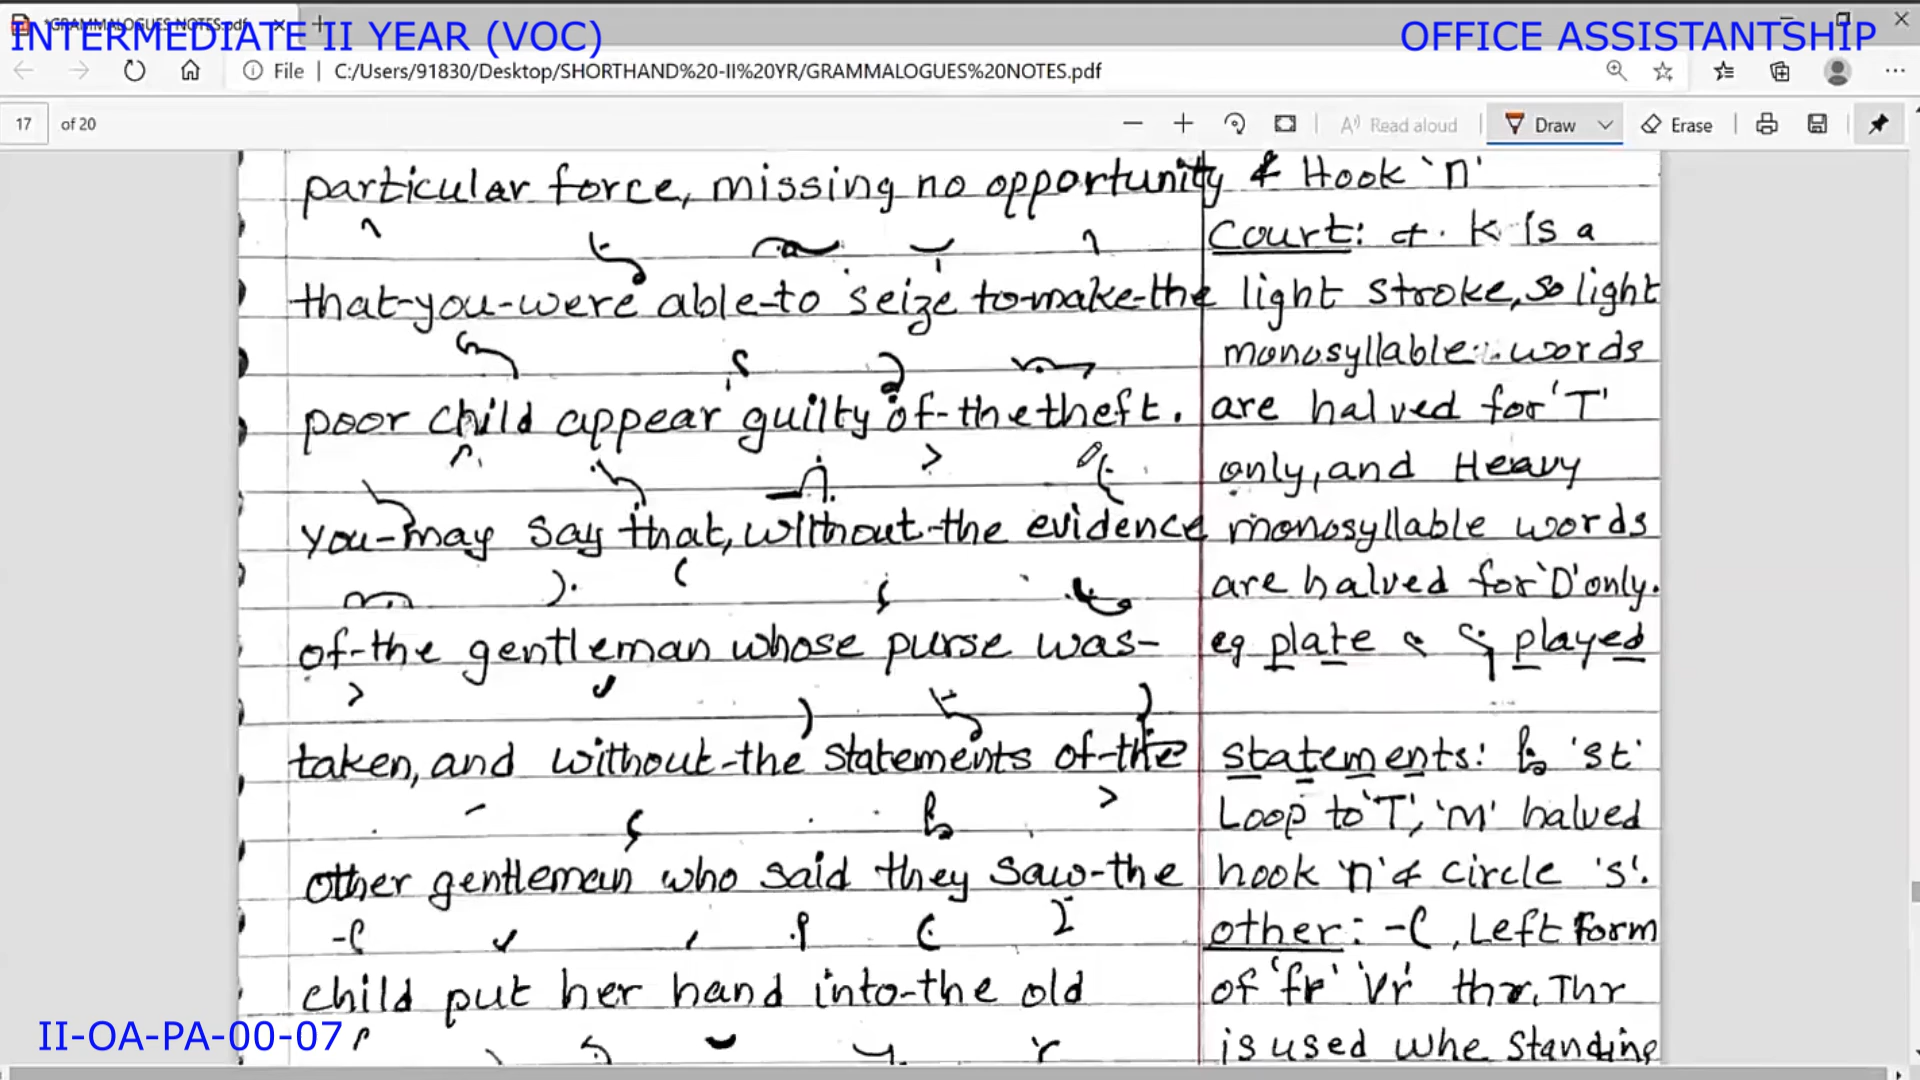 *GRAMMALOGUES NOTES.pdf
INTERMEDIATE II YEAR (VOC)
OFFICE ASSISTANTSHIP
File | C:/Users/91830/Desktop/SHORTHAND%20-II%20YR/GRAMMALOGUES%20NOTES.pdf
17 of 20
Read aloud
Draw
Erase
particular force, missing no opportunity
that-you-were able-to seize to-make-the
poor child appear guilty of-the theft.
you-may say that, without-the evidence
of-the gentleman whose purse was-
taken, and without-the statements of-the
other gentleman who said they saw-the
child put her hand into-the old
& Hook 'n'
Court: K is a
light stroke, so light
monosyllable words
are halved for 'T'
only, and Heavy
monosyllable words
are halved for 'D' only.
eg plate played
statements: 'st'
Loop to 'T', 'M' halved
hook 'n' & circle 's'.
other: , Left form
of 'fr' 'Vr' thr, Thr
is used whe standing
II-OA-PA-00-07